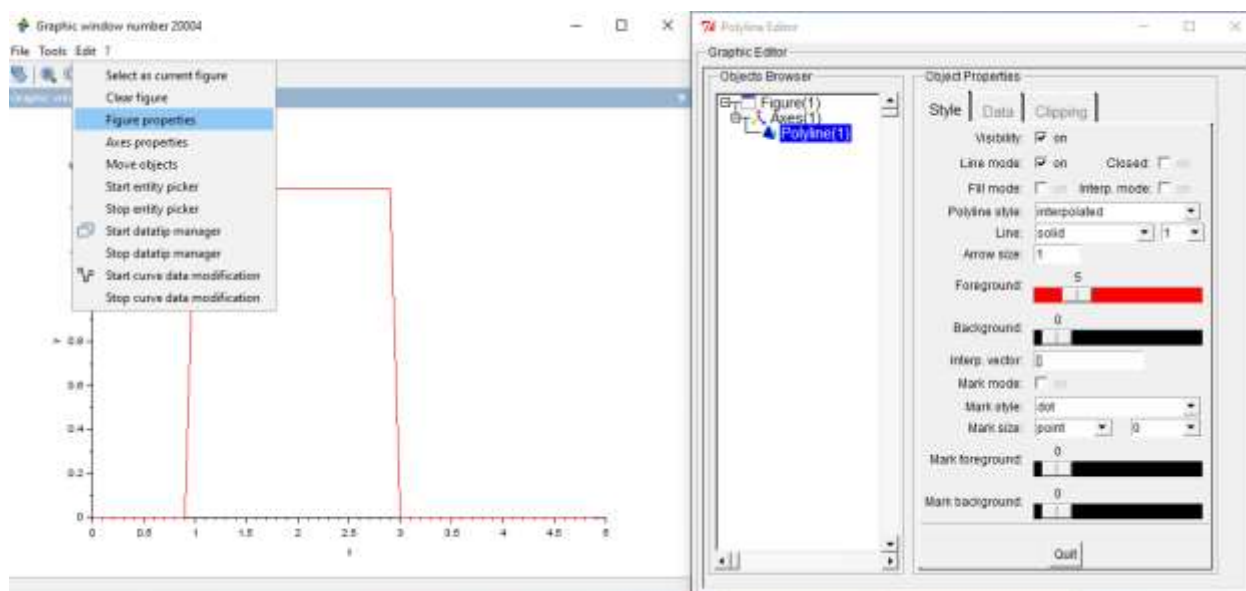 Graphic window number 20004
File Tools Edit ?
Select as current figure
Clear figure
Figure properties
Axes properties
Move objects
Start entity picker
Stop entity picker
Start datatip manager
Stop datatip manager
Start curve data modification
Stop curve data modification
y
0.8
0.6
0.4
0.2
0
0 0.5 1 1.5 2 2.5 3 3.5 4 4.5 5
Polyline Editor
Graphic Editor
Objects Browser
Figure(1)
Axes(1)
Polyline(1)
Object Properties
Style Data Clipping
Visibility: on
Line mode: on Closed: on
Fill mode: on Interp. mode: on
Polyline style: interpolated
Line: solid 1
Arrow size: 1
Foreground: 5
Background: 0
Interp. vector: []
Mark mode: on
Mark style: dot
Mark size: point 0
Mark foreground: 0
Mark background: 0
Quit